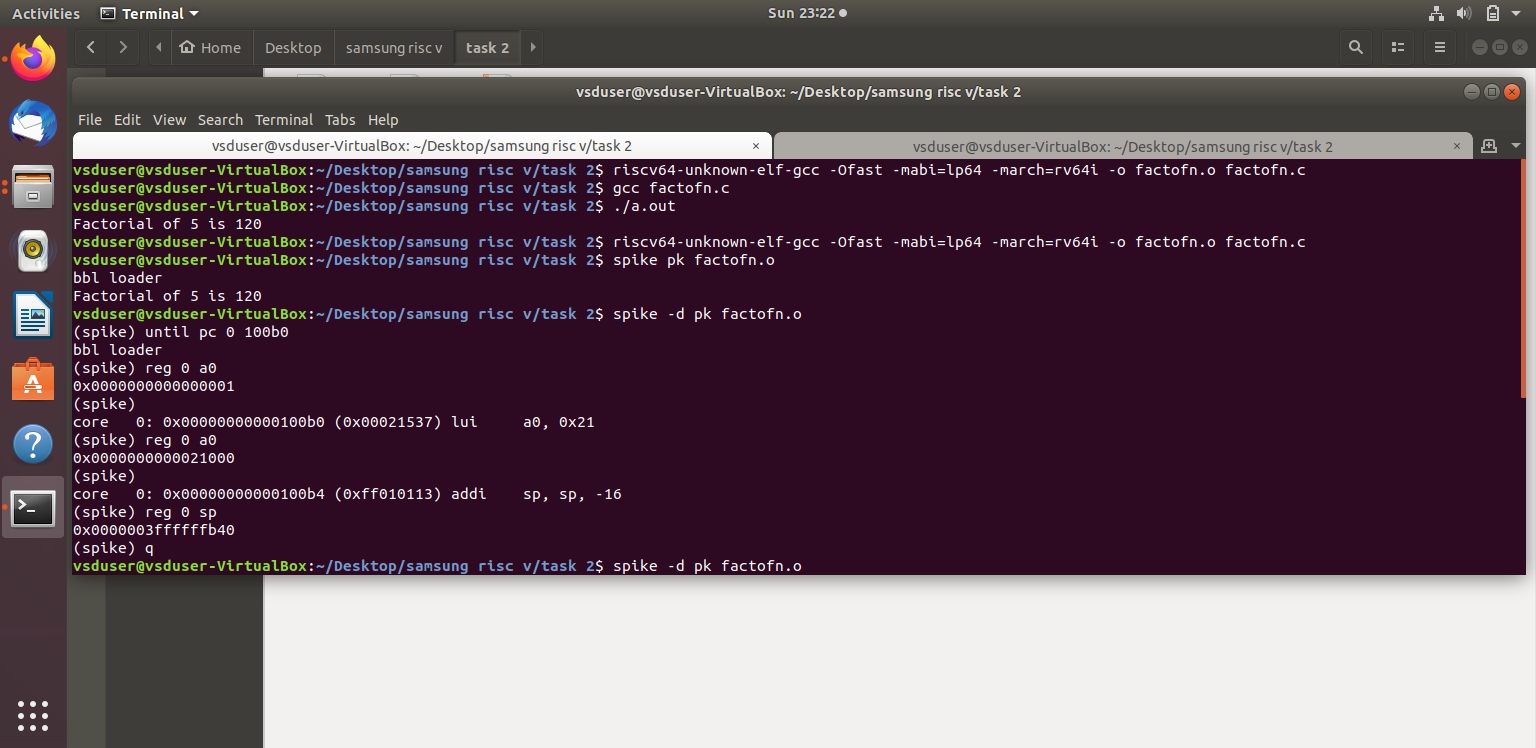 Activities Terminal Sun 23:22
Home Desktop samsung risc v task 2
vsduser@vsduser-VirtualBox: ~/Desktop/samsung risc v/task 2
File Edit View Search Terminal Tabs Help
vsduser@vsduser-VirtualBox: ~/Desktop/samsung risc v/task 2 × vsduser@vsduser-VirtualBox: ~/Desktop/samsung risc v/task 2 ×
vsduser@vsduser-VirtualBox:~/Desktop/samsung risc v/task 2$ riscv64-unknown-elf-gcc -Ofast -mabi=lp64 -march=rv64i -o factofn.o factofn.c
vsduser@vsduser-VirtualBox:~/Desktop/samsung risc v/task 2$ gcc factofn.c
vsduser@vsduser-VirtualBox:~/Desktop/samsung risc v/task 2$ ./a.out
Factorial of 5 is 120
vsduser@vsduser-VirtualBox:~/Desktop/samsung risc v/task 2$ riscv64-unknown-elf-gcc -Ofast -mabi=lp64 -march=rv64i -o factofn.o factofn.c
vsduser@vsduser-VirtualBox:~/Desktop/samsung risc v/task 2$ spike pk factofn.o
bbl loader
Factorial of 5 is 120
vsduser@vsduser-VirtualBox:~/Desktop/samsung risc v/task 2$ spike -d pk factofn.o
(spike) until pc 0 100b0
bbl loader
(spike) reg 0 a0
0x0000000000000001
(spike)
core   0: 0x00000000000100b0 (0x00021537) lui     a0, 0x21
(spike) reg 0 a0
0x0000000000021000
(spike)
core   0: 0x00000000000100b4 (0xff010113) addi    sp, sp, -16
(spike) reg 0 sp
0x0000003ffffffb40
(spike) q
vsduser@vsduser-VirtualBox:~/Desktop/samsung risc v/task 2$ spike -d pk factofn.o